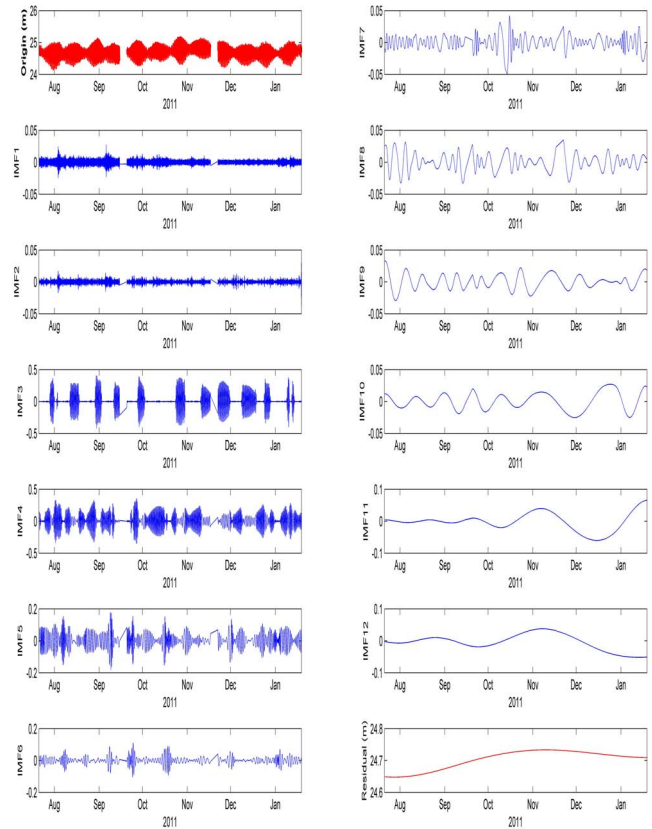 26
25
24
Origin (m)
Aug Sep Oct Nov Dec Jan
2011
0.05
0
-0.05
IMF1
Aug Sep Oct Nov Dec Jan
2011
0.05
0
-0.05
IMF2
Aug Sep Oct Nov Dec Jan
2011
0.5
0
-0.5
IMF3
Aug Sep Oct Nov Dec Jan
2011
0.5
0
-0.5
IMF4
Aug Sep Oct Nov Dec Jan
2011
0.2
0
-0.2
IMF5
Aug Sep Oct Nov Dec Jan
2011
0.2
0
-0.2
IMF6
Aug Sep Oct Nov Dec Jan
2011
0.05
0
-0.05
IMF7
Aug Sep Oct Nov Dec Jan
2011
0.05
0
-0.05
IMF8
Aug Sep Oct Nov Dec Jan
2011
0.05
0
-0.05
IMF9
Aug Sep Oct Nov Dec Jan
2011
0.05
0
-0.05
IMF10
Aug Sep Oct Nov Dec Jan
2011
0.1
0
-0.1
IMF11
Aug Sep Oct Nov Dec Jan
2011
0.1
0
-0.1
IMF12
Aug Sep Oct Nov Dec Jan
2011
24.8
24.7
24.6
Residual (m)
Aug Sep Oct Nov Dec Jan
2011